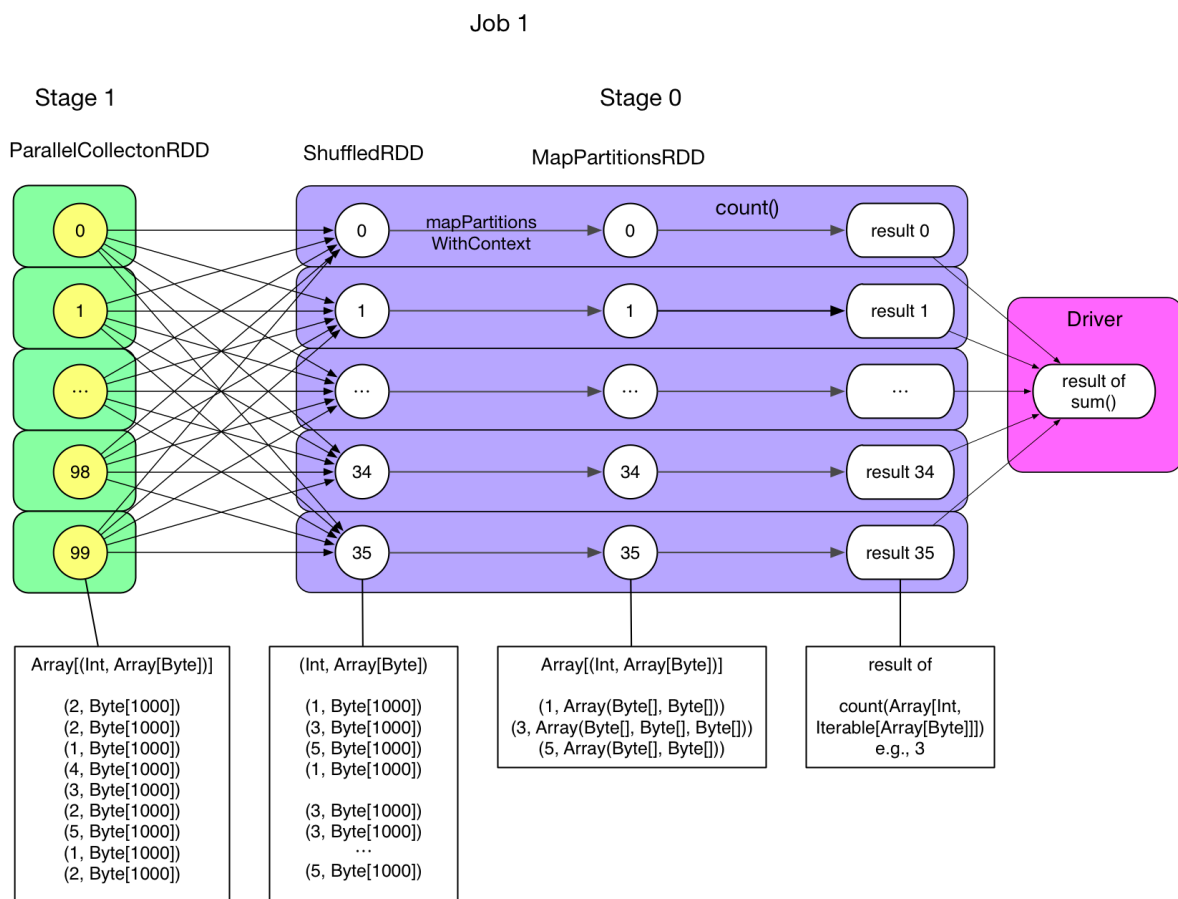 Job 1
Stage 1
Stage 0
ParallelCollectonRDD
ShuffledRDD
MapPartitionsRDD
0
0
mapPartitions
WithContext
0
count()
result 0
1
1
1
result 1
...
...
...
...
98
34
34
result 34
99
35
35
result 35
Driver
result of
sum()
Array[(Int, Array[Byte])]
(2, Byte[1000])
(2, Byte[1000])
(1, Byte[1000])
(4, Byte[1000])
(3, Byte[1000])
(2, Byte[1000])
(5, Byte[1000])
(1, Byte[1000])
(2, Byte[1000])
(Int, Array[Byte])
(1, Byte[1000])
(3, Byte[1000])
(5, Byte[1000])
(1, Byte[1000])
(3, Byte[1000])
(3, Byte[1000])
...
(5, Byte[1000])
Array[(Int, Array[Byte])]
(1, Array(Byte[], Byte[]))
(3, Array(Byte[], Byte[], Byte[]))
(5, Array(Byte[], Byte[]))
result of
count(Array[Int,
Iterable[Array[Byte]]])
e.g., 3